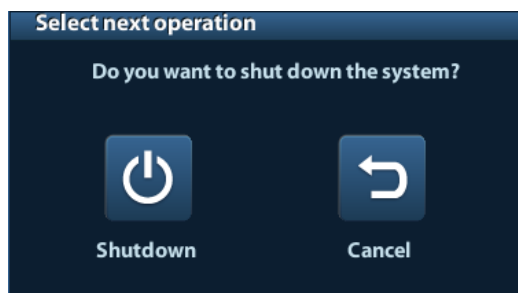 Select next operation
Do you want to shut down the system?
Shutdown
Cancel